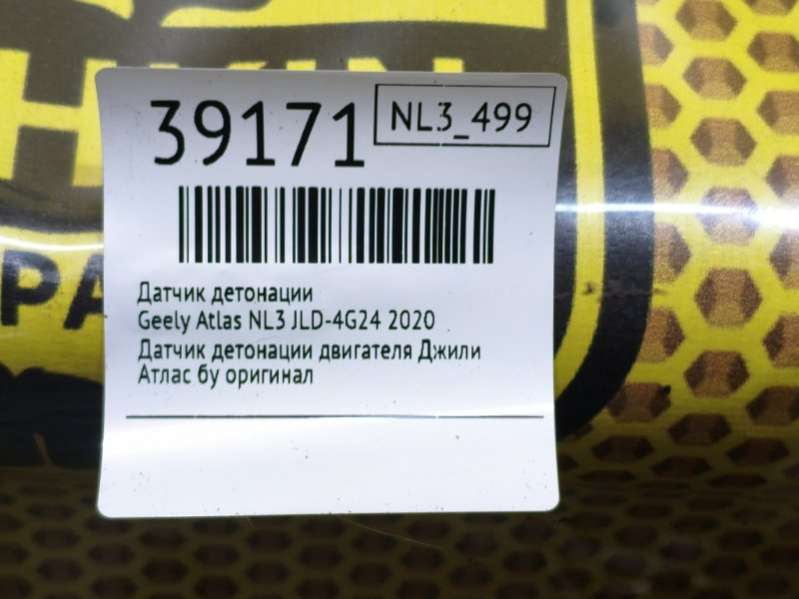 39171
NL3_499
Датчик детонации
Geely Atlas NL3 JLD-4G24 2020
Датчик детонации двигателя Джили
Атлас бу оригинал